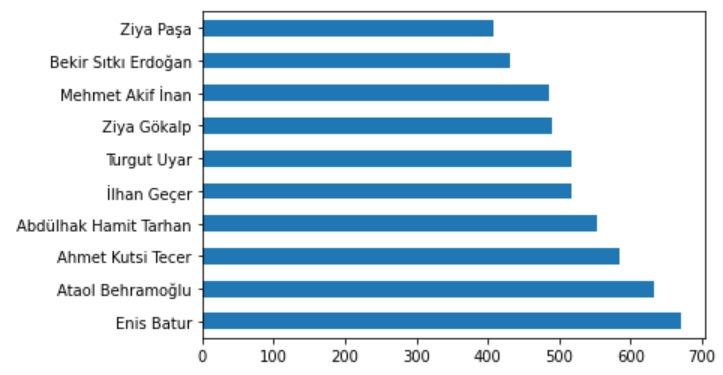 Ziya Paşa
Bekir Sıtkı Erdoğan
Mehmet Akif İnan
Ziya Gökalp
Turgut Uyar
İlhan Geçer
Abdülhak Hamit Tarhan
Ahmet Kutsi Tecer
Ataol Behramoğlu
Enis Batur
0 100 200 300 400 500 600 700